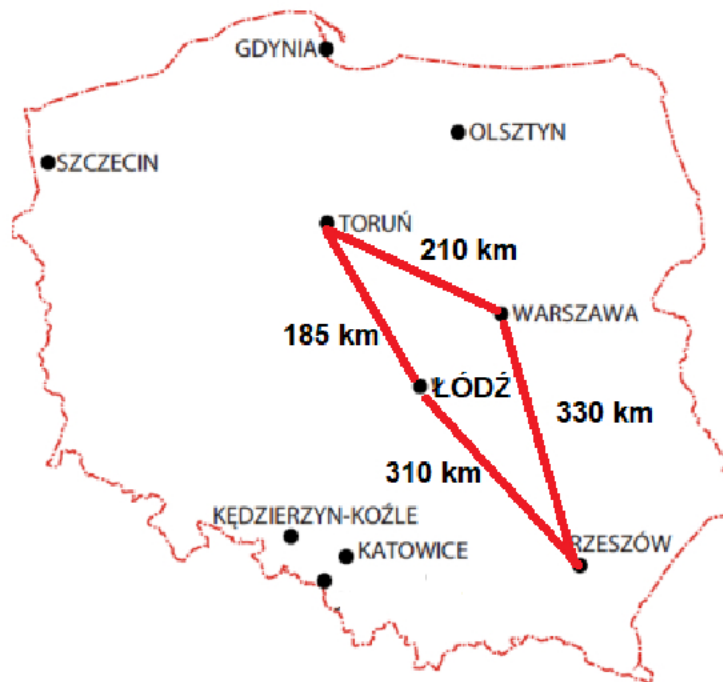 GDYNIA
OLSZTYN
SZCZECIN
TORUŃ
210 km
WARSZAWA
185 km
ŁÓDŹ
330 km
310 km
KĘDZIERZYN-KOŹLE
KATOWICE
RZESZÓW